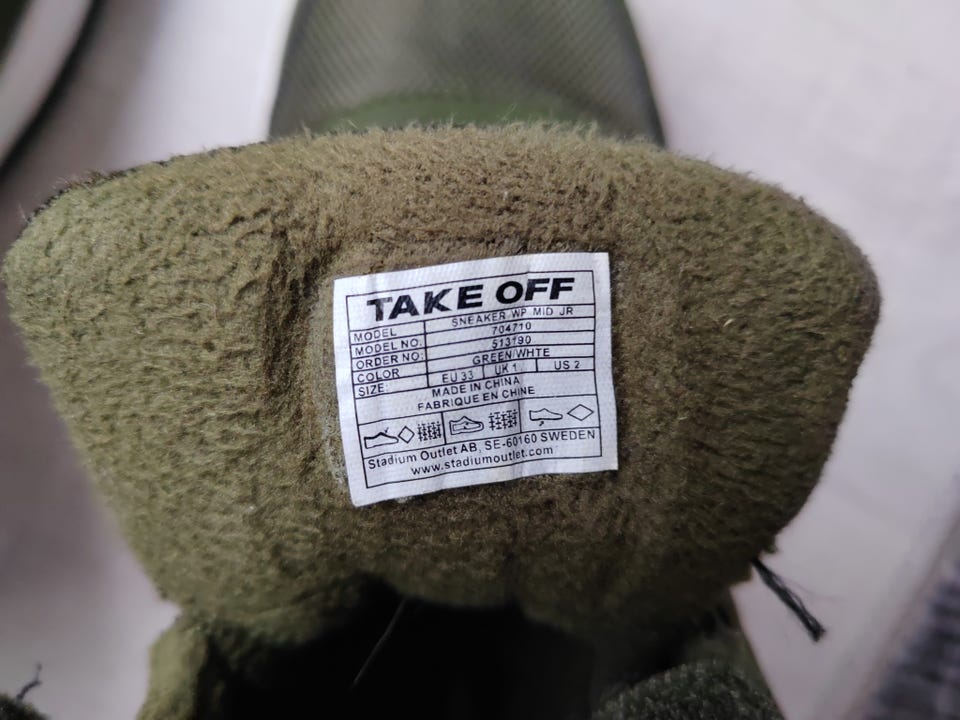 TAKE OFF
MODEL SNEAKER WP MID JR
MODEL NO. 704710
ORDER NO: 513190
COLOR GREEN/WHTE
SIZE: EU 33 UK 1 US 2
MADE IN CHINA
FABRIQUE EN CHINE
Stadium Outlet AB, SE-60160 SWEDEN
www.stadiumoutlet.com